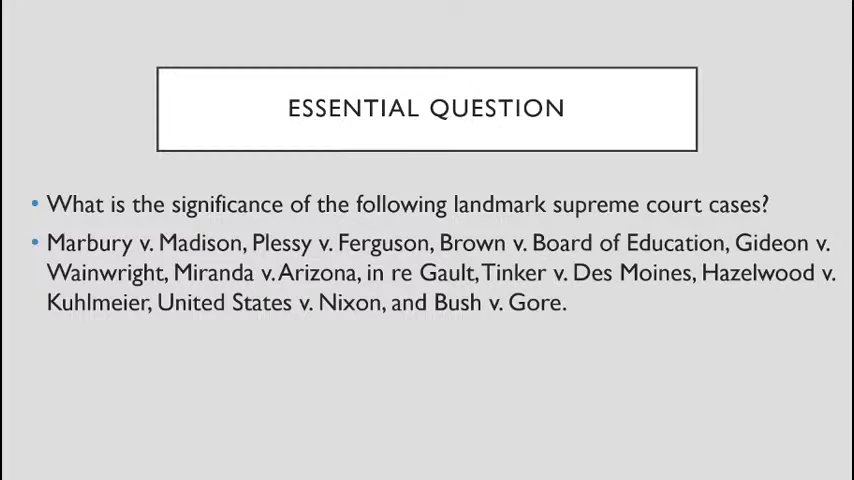 ESSENTIAL QUESTION
• What is the significance of the following landmark supreme court cases?
• Marbury v. Madison, Plessy v. Ferguson, Brown v. Board of Education, Gideon v.
Wainwright, Miranda v. Arizona, in re Gault, Tinker v. Des Moines, Hazelwood v.
Kuhlmeier, United States v. Nixon, and Bush v. Gore.